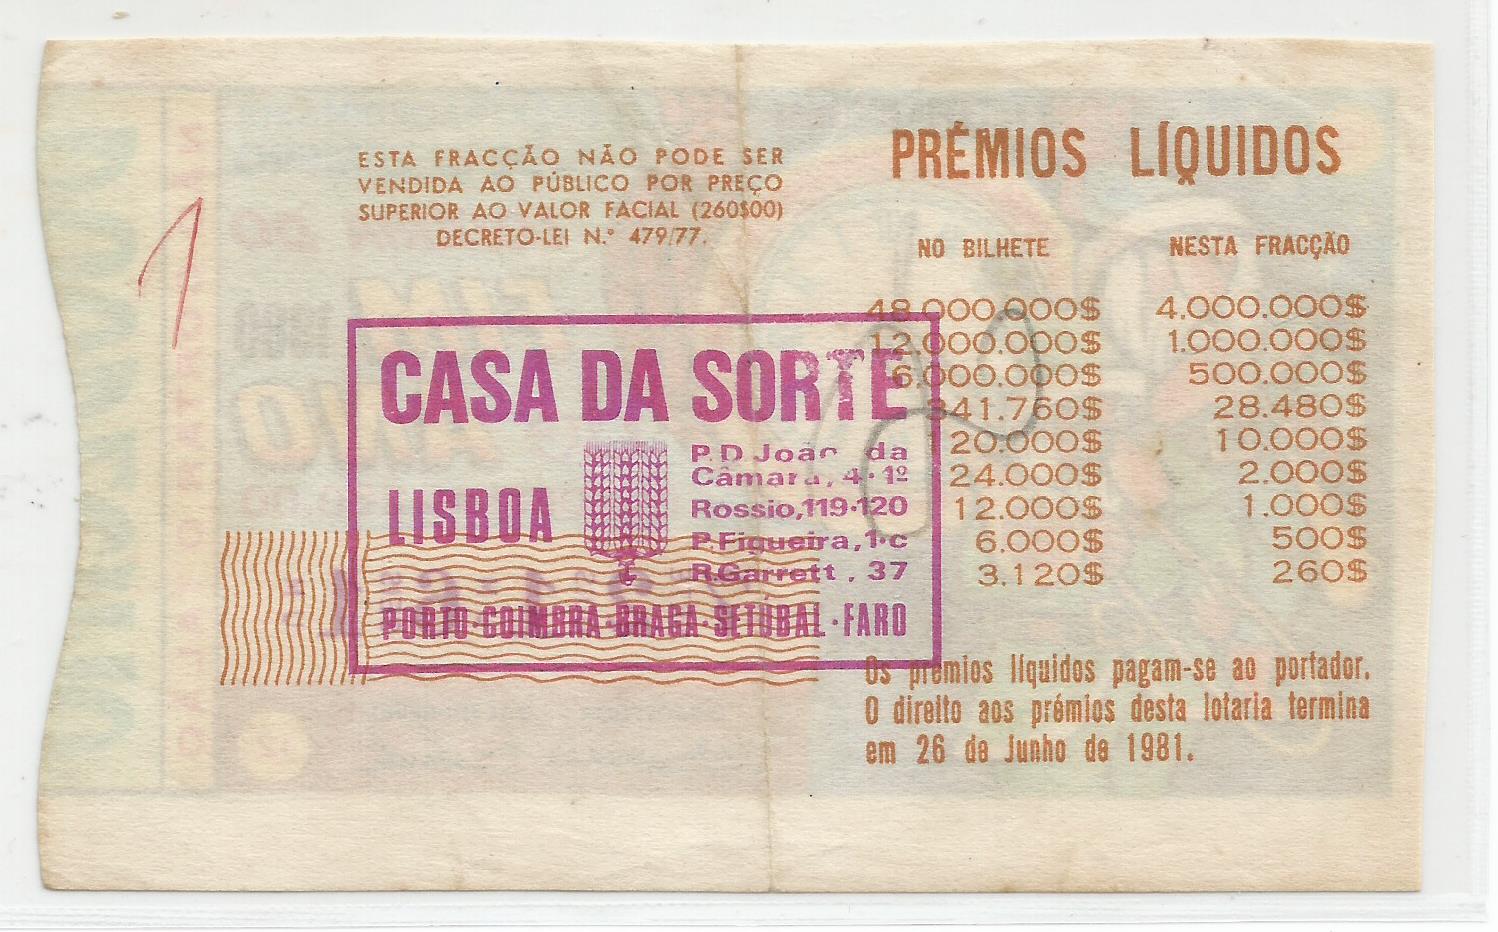 1
ESTA FRACÇÃO NÃO PODE SER
VENDIDA AO PÚBLICO POR PREÇO
SUPERIOR AO VALOR FACIAL (260$00)
DECRETO-LEI N.º 479/77.
PRÉMIOS LÍQUIDOS
NO BILHETE NESTA FRACÇÃO
48.000.000$ 4.000.000$
12.000.000$ 1.000.000$
6.000.000$ 500.000$
341.760$ 28.480$
120.000$ 10.000$
24.000$ 2.000$
12.000$ 1.000$
6.000$ 500$
3.120$ 260$
Os prémios líquidos pagam-se ao portador.
O direito aos prémios desta lotaria termina
em 26 de Junho de 1981.
CASA DA SORTE
LISBOA
P.D. João da
Câmara, 4-1º
Rossio, 119-120
P. Figueira, 1-c
R. Garrett, 37
PORTO-COIMBRA-BRAGA-SETUBAL-FARO